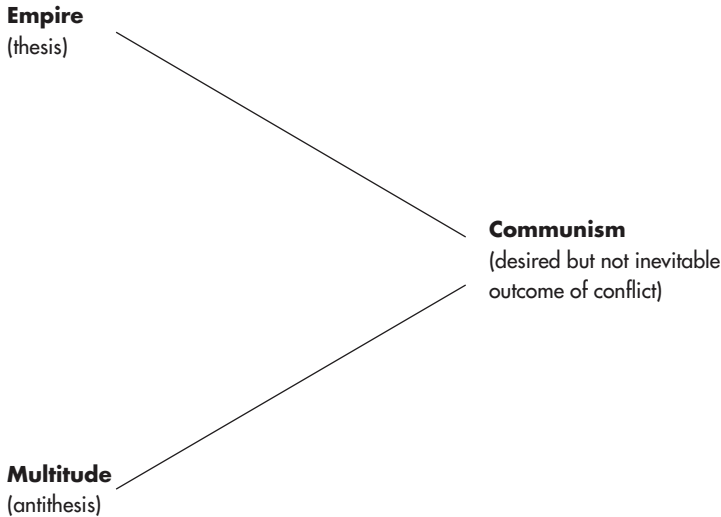 Empire
(thesis)
Communism
(desired but not inevitable
outcome of conflict)
Multitude
(antithesis)